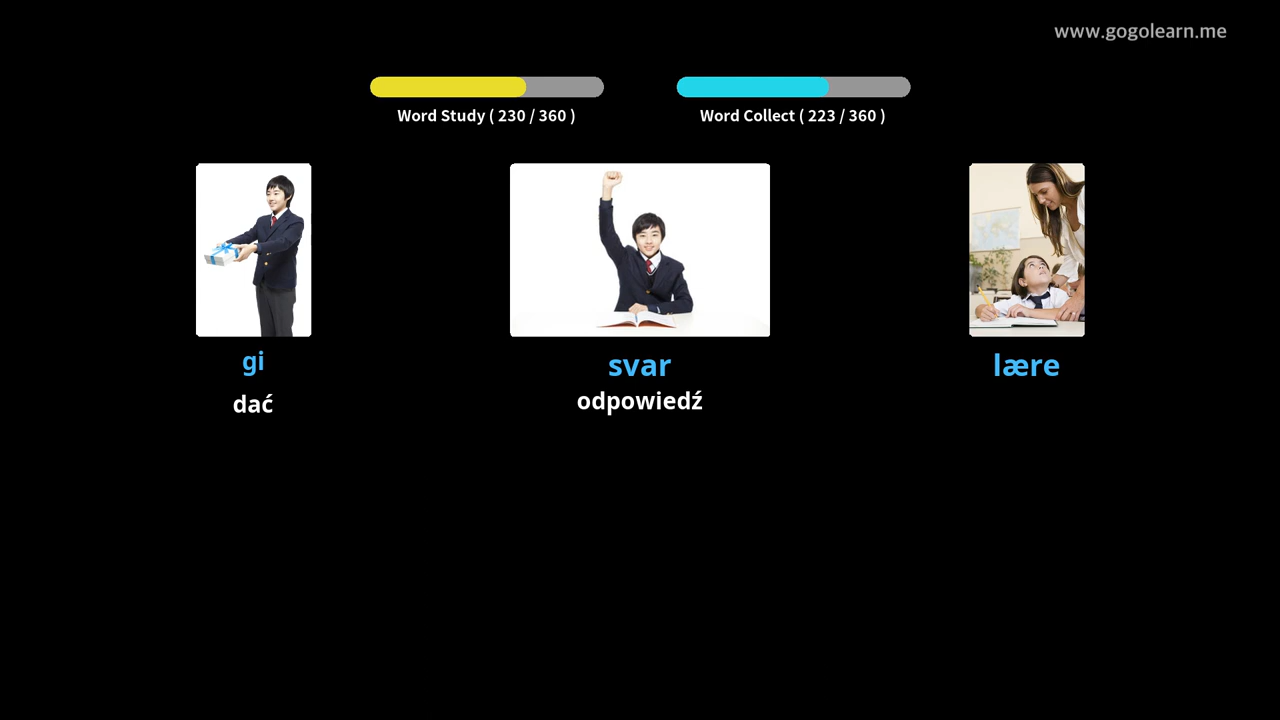 www.gogolearn.me
Word Study ( 230 / 360 )
Word Collect ( 223 / 360 )
gi
dać
svar
odpowiedź
lære